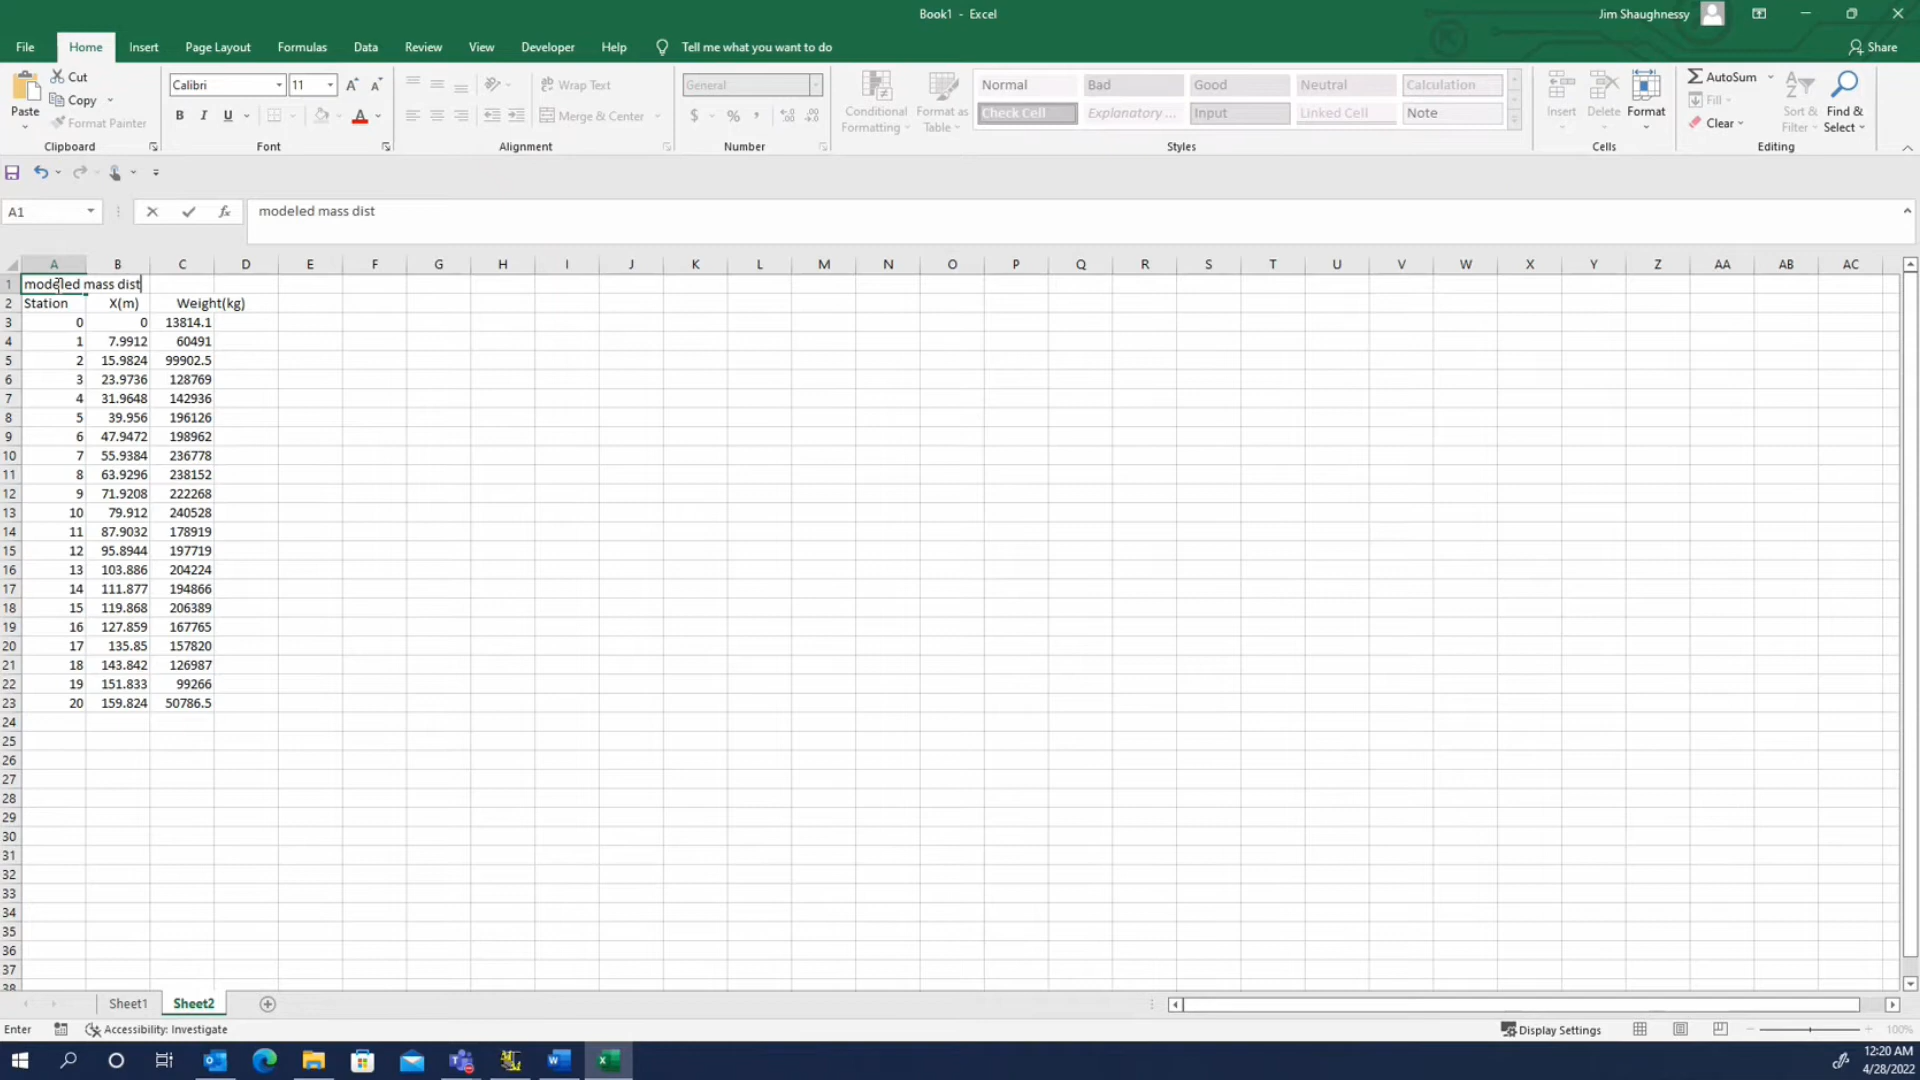 Book1 - Excel
Jim Shaughnessy
File Home Insert Page Layout Formulas Data Review View Developer Help Tell me what you want to do Share
Paste
Cut
Copy
Format Painter
Clipboard
Calibri 11
B I U
Font
Wrap Text
Merge & Center
Alignment
General
$ % ,
Number
Conditional Formatting
Format as Table
Normal Bad Good Neutral Calculation
Check Cell Explanatory ... Input Linked Cell Note
Styles
Insert Delete Format
Cells
AutoSum
Fill
Clear
Sort & Filter
Find & Select
Editing
A1 fx modeled mass dist
A B C D E F G H I J K L M N O P Q R S T U V W X Y Z AA AB AC
1 modeled mass dist
2 Station X(m) Weight(kg)
3 0 0 13814.1
4 1 7.9912 60491
5 2 15.9824 99902.5
6 3 23.9736 128769
7 4 31.9648 142936
8 5 39.956 196126
9 6 47.9472 198962
10 7 55.9384 236778
11 8 63.9296 238152
12 9 71.9208 222268
13 10 79.912 240528
14 11 87.9032 178919
15 12 95.8944 197719
16 13 103.886 204224
17 14 111.877 194866
18 15 119.868 206389
19 16 127.859 167765
20 17 135.85 157820
21 18 143.842 126987
22 19 151.833 99266
23 20 159.824 50786.5
24
25
26
27
28
29
30
31
32
33
34
35
36
37
38
Sheet1 Sheet2
Enter Accessibility: Investigate Display Settings 100%
12:20 AM
4/28/2022